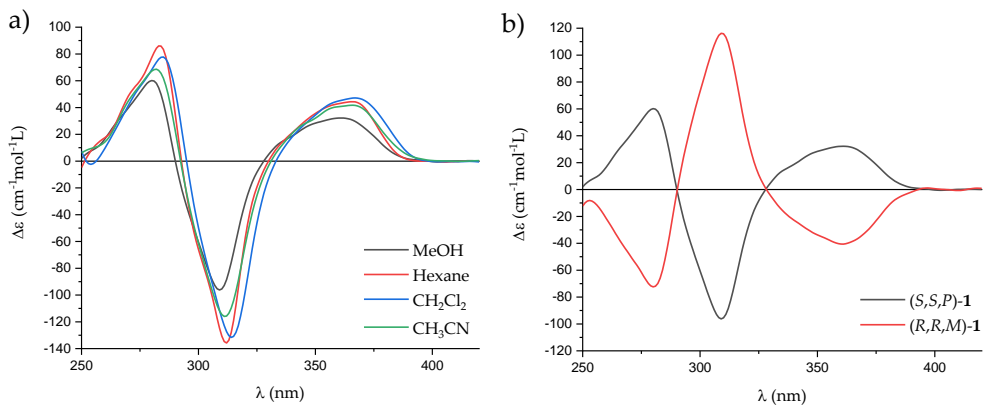 a)
100
80
60
40
20
0
-20
-40
-60
-80
-100
-120
-140
250
300
350
400
Δε (cm⁻¹mol⁻¹L)
λ (nm)
MeOH
Hexane
CH₂Cl₂
CH₃CN
b)
120
100
80
60
40
20
0
-20
-40
-60
-80
-100
-120
250
300
350
400
Δε (cm⁻¹mol⁻¹L)
λ (nm)
(S,S,P)-1
(R,R,M)-1